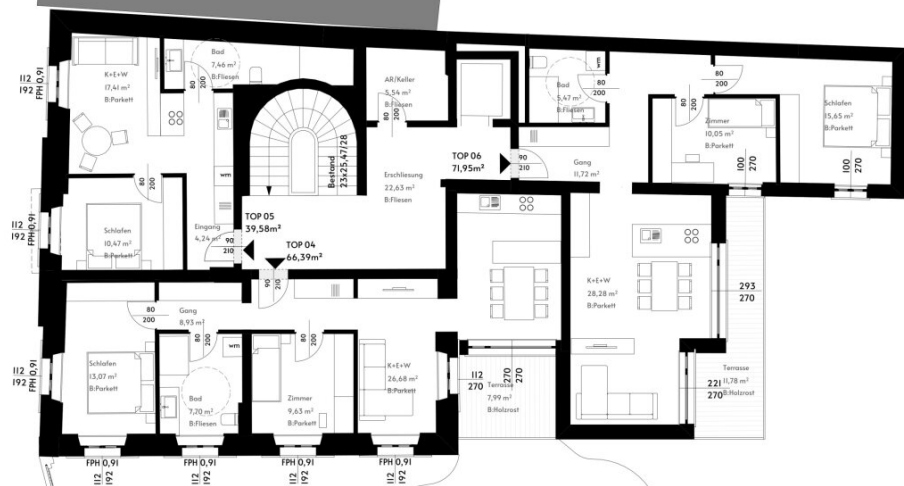 112
192
FPH 0,91
K+E+W
17,41 m²
B:Parkett
80
200
Bad
7,46 m²
B:Fliesen
AR/Keller
5,54 m²
B:Fliesen
80
200
wm
Bad
5,47 m²
B:Fliesen
80
200
80
200
80
200
Zimmer
10,05 m²
B:Parkett
Schlafen
15,65 m²
B:Parkett
100
270
100
270
Bestand
23x25,47/28
TOP 06
71,95m²
90
210
Gang
11,72 m²
Erschliesung
22,63 m²
B:Fliesen
wm
80
200
112
192
FPH 0,91
Schlafen
10,47 m²
B:Parkett
Eingang
4,24 m²
90
210
TOP 05
39,58m²
TOP 04
66,39m²
90
210
K+E+W
28,28 m²
B:Parkett
293
270
80
200
Gang
8,93 m²
80
200
wm
80
200
112
192
FPH 0,91
Schlafen
13,07 m²
B:Parkett
Bad
7,20 m²
B:Fliesen
Zimmer
9,63 m²
B:Parkett
K+E+W
26,68 m²
B:Parkett
112
270
270
270
Terrasse
7,99 m²
B:Holzrost
221
270
Terrasse
11,78 m²
B:Holzrost
FPH 0,91
112
192
FPH 0,91
112
192
FPH 0,91
112
192
FPH 0,91
112
192